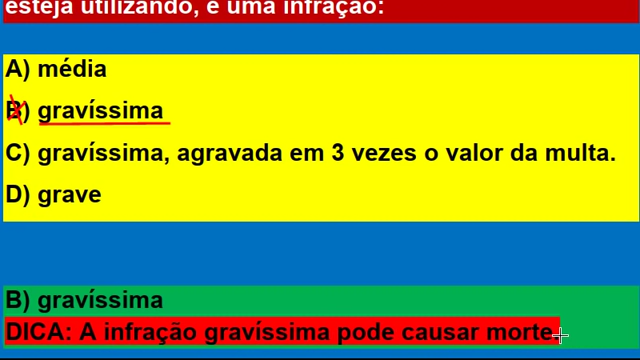 esteja utilizando, é uma infração:
A) média
B) gravíssima
C) gravíssima, agravada em 3 vezes o valor da multa.
D) grave
B) gravíssima
DICA: A infração gravíssima pode causar morte.